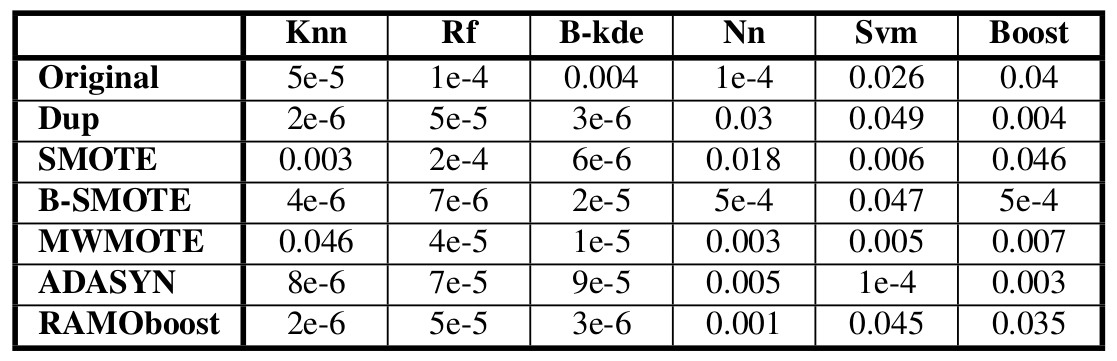 Knn Rf B-kde Nn Svm Boost
Original 5e-5 1e-4 0.004 1e-4 0.026 0.04
Dup 2e-6 5e-5 3e-6 0.03 0.049 0.004
SMOTE 0.003 2e-4 6e-6 0.018 0.006 0.046
B-SMOTE 4e-6 7e-6 2e-5 5e-4 0.047 5e-4
MWMOTE 0.046 4e-5 1e-5 0.003 0.005 0.007
ADASYN 8e-6 7e-5 9e-5 0.005 1e-4 0.003
RAMOboost 2e-6 5e-5 3e-6 0.001 0.045 0.035